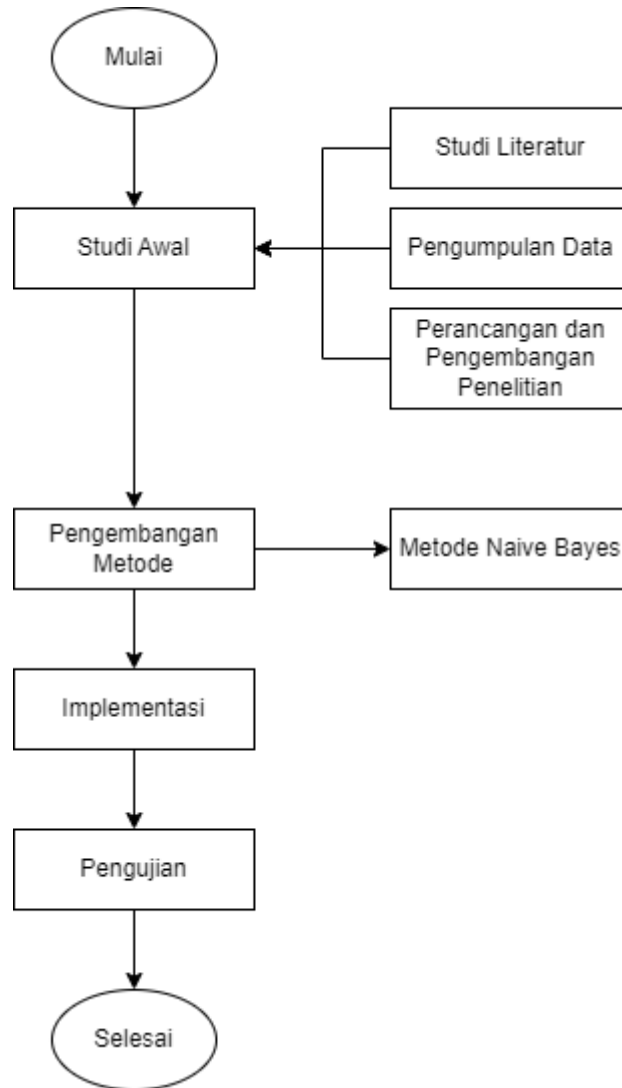 Mulai
Studi Literatur
Studi Awal
Pengumpulan Data
Perancangan dan
Pengembangan
Penelitian
Pengembangan
Metode
Metode Naive Bayes
Implementasi
Pengujian
Selesai